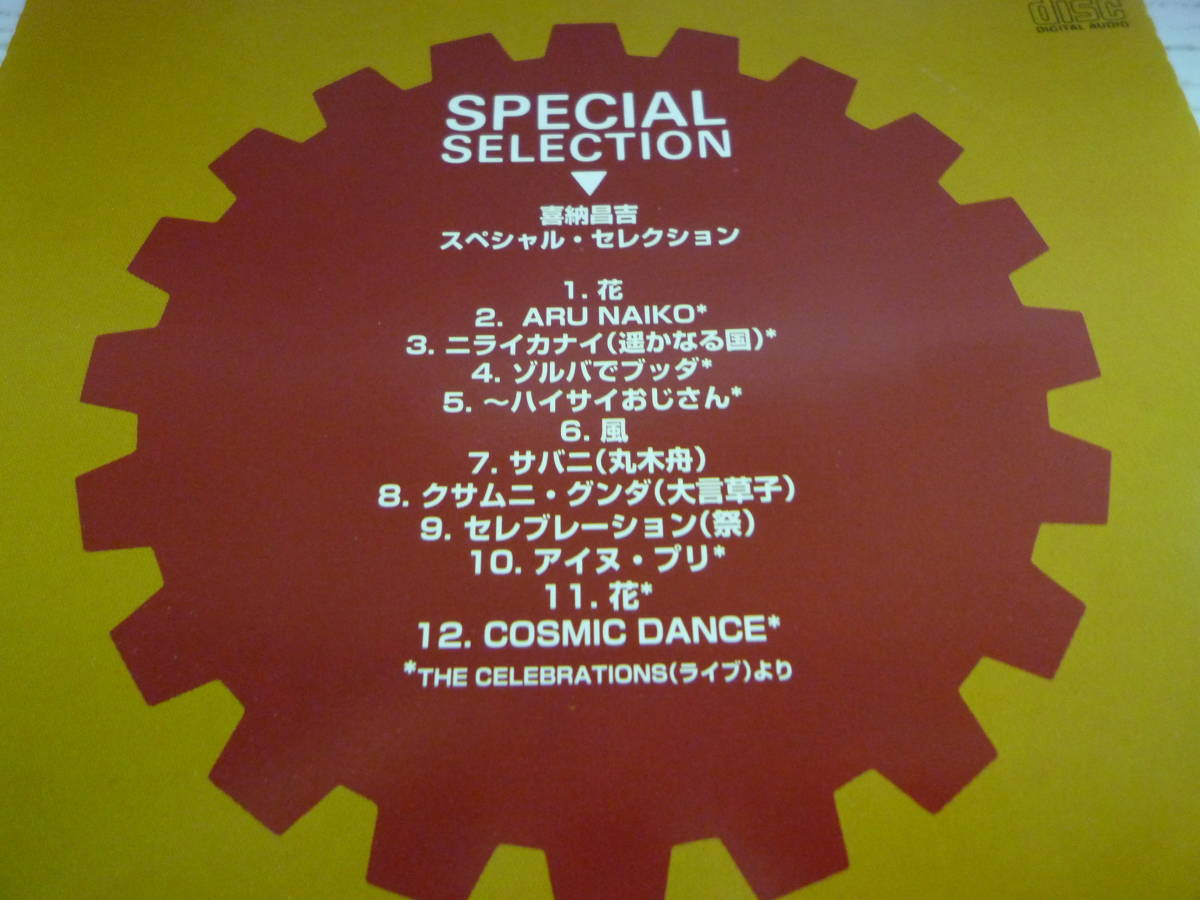 disc
DIGITAL AUDIO
SPECIAL
SELECTION
喜納昌吉
スペシャル・セレクション
1. 花
2. ARU NAIKO*
3. ニライカナイ(遥かなる国)*
4. ゾルバでブッダ*
5. ～ハイサイおじさん*
6. 風
7. サバニ(丸木舟)
8. クサムニ・グンダ(大言草子)
9. セレブレーション(祭)
10. アイヌ・プリ*
11. 花*
12. COSMIC DANCE*
*THE CELEBRATIONS(ライブ)より